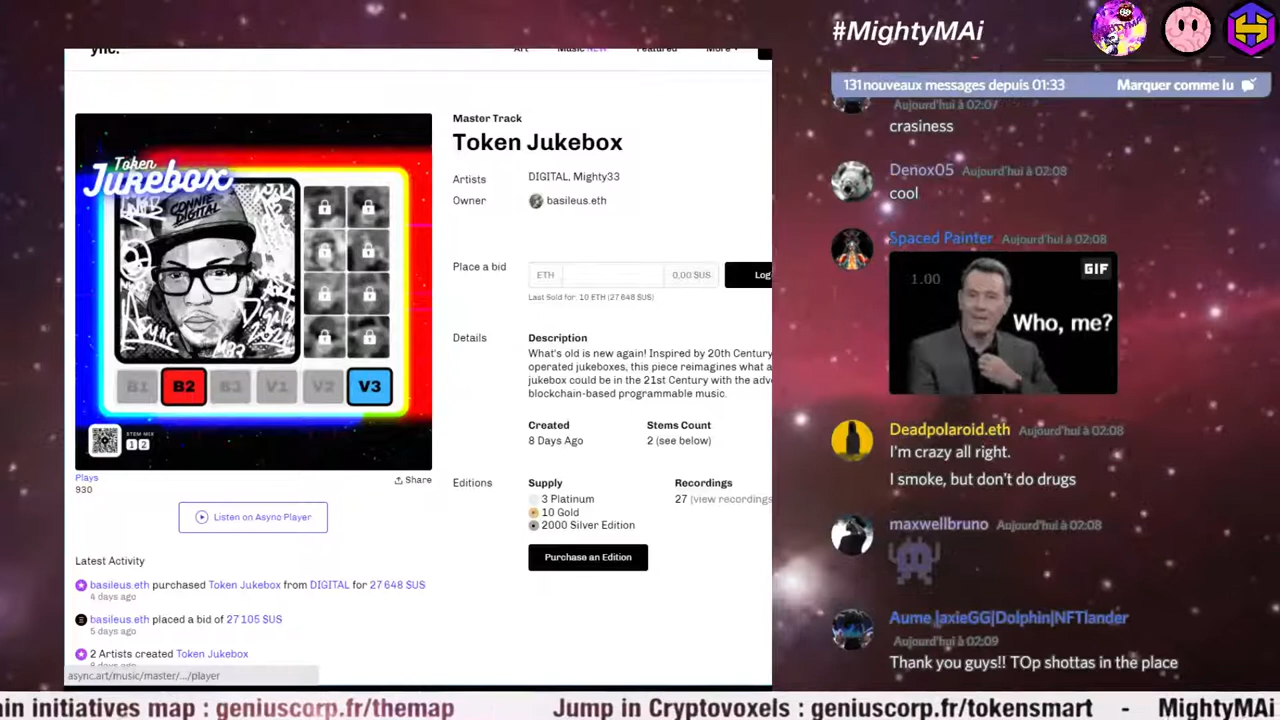 ync.
Art
Music NEW
Featured
More
#MightyMAi
131 nouveaux messages depuis 01:33
Marquer comme lu
Aujourd'hui à 02:07
crasiness
Denox05 Aujourd'hui à 02:08
cool
Spaced Painter Aujourd'hui à 02:08
1.00
GIF
Who, me?
Deadpolaroid.eth Aujourd'hui à 02:08
I'm crazy all right.
I smoke, but don't do drugs
maxwellbruno Aujourd'hui à 02:08
Aume |axieGG|Dolphin|NFTlander
Aujourd'hui à 02:09
Thank you guys!! TOp shottas in the place
Token
Jukebox
CONNIE
DIGITAL
B1
B2
B3
V1
V2
V3
STEM MIX
1 2
Plays
930
Share
Listen on Async Player
Latest Activity
basileus.eth purchased Token Jukebox from DIGITAL for 27 648 $US
4 days ago
basileus.eth placed a bid of 27 105 $US
5 days ago
2 Artists created Token Jukebox
8 days ago
async.art/music/master/.../player
Master Track
Token Jukebox
Artists
DIGITAL, Mighty33
Owner
basileus.eth
Place a bid
ETH
0,00 $US
Log
Last Sold for: 10 ETH (27 648 $US)
Details
Description
What's old is new again! Inspired by 20th Century
operated jukeboxes, this piece reimagines what a
jukebox could be in the 21st Century with the adv
blockchain-based programmable music.
Created
8 Days Ago
Stems Count
2 (see below)
Editions
Supply
3 Platinum
10 Gold
2000 Silver Edition
Recordings
27 (view recordings
Purchase an Edition
in initiatives map : geniuscorp.fr/themap
Jump in Cryptovoxels : geniuscorp.fr/tokensmart - MightyMAi